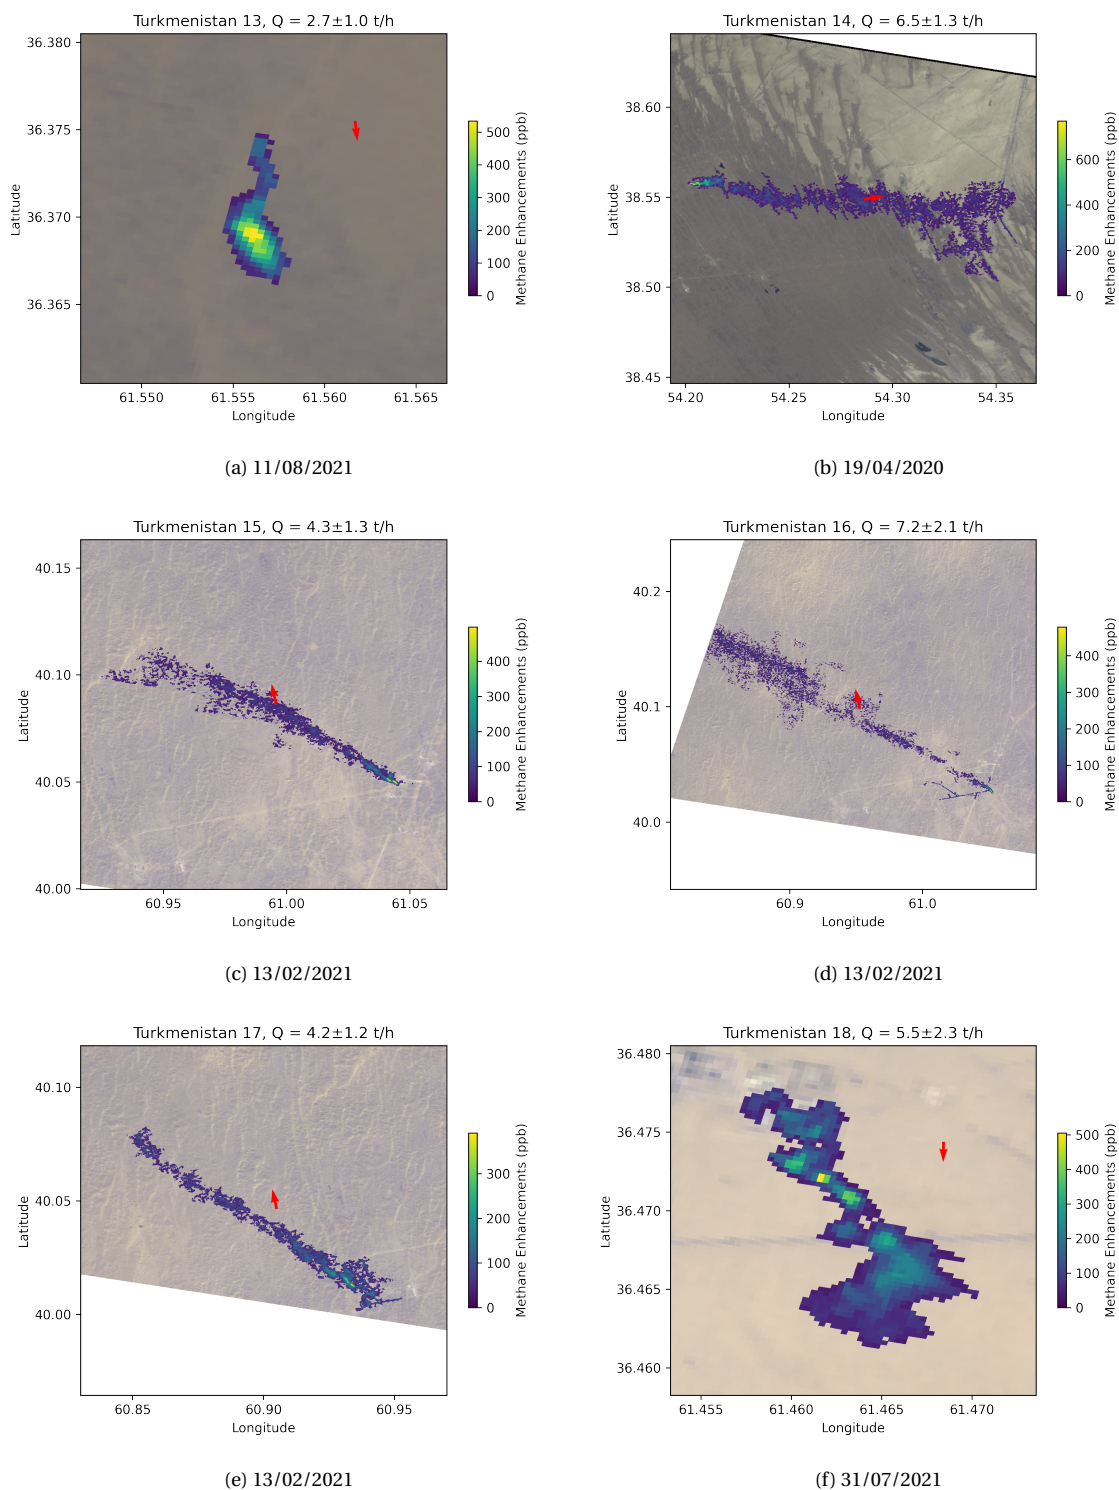 Turkmenistan 13, Q = 2.7±1.0 t/h
36.380
36.375
36.370
36.365
Latitude
61.550 61.555 61.560 61.565
Longitude
500
400
300
200
100
0
Methane Enhancements (ppb)
(a) 11/08/2021
Turkmenistan 14, Q = 6.5±1.3 t/h
38.60
38.55
38.50
38.45
Latitude
54.20 54.25 54.30 54.35
Longitude
600
400
200
0
Methane Enhancements (ppb)
(b) 19/04/2020
Turkmenistan 15, Q = 4.3±1.3 t/h
40.15
40.10
40.05
40.00
Latitude
60.95 61.00 61.05
Longitude
400
300
200
100
0
Methane Enhancements (ppb)
(c) 13/02/2021
Turkmenistan 16, Q = 7.2±2.1 t/h
40.2
40.1
40.0
Latitude
60.9 61.0
Longitude
400
300
200
100
0
Methane Enhancements (ppb)
(d) 13/02/2021
Turkmenistan 17, Q = 4.2±1.2 t/h
40.10
40.05
40.00
Latitude
60.85 60.90 60.95
Longitude
300
200
100
0
Methane Enhancements (ppb)
(e) 13/02/2021
Turkmenistan 18, Q = 5.5±2.3 t/h
36.480
36.475
36.470
36.465
36.460
Latitude
61.455 61.460 61.465 61.470
Longitude
500
400
300
200
100
0
Methane Enhancements (ppb)
(f) 31/07/2021